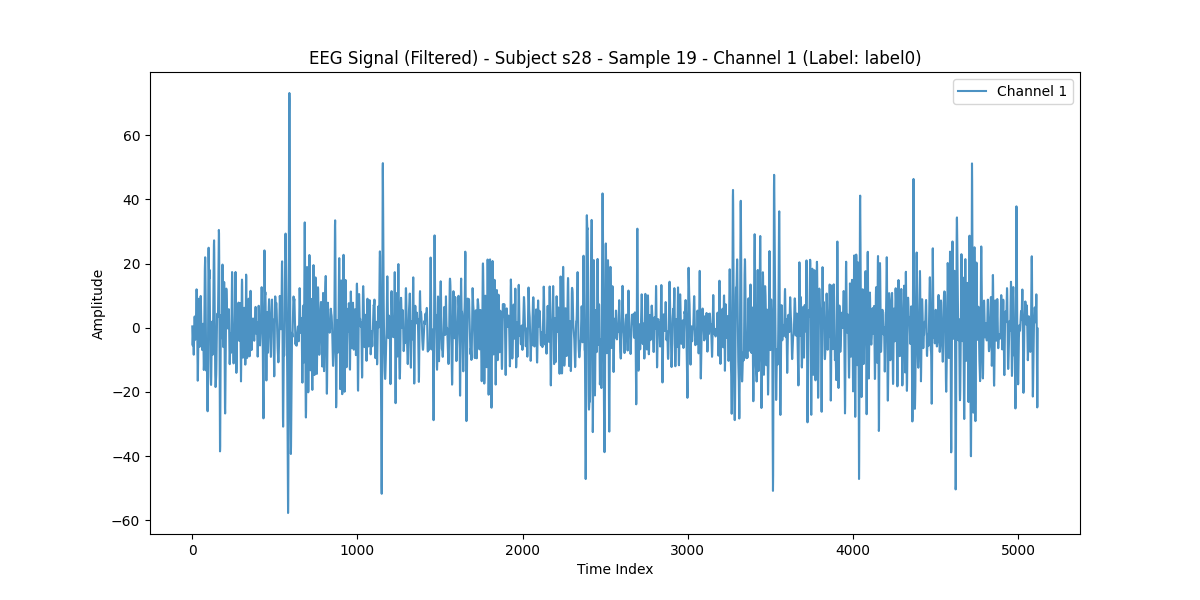 EEG Signal (Filtered) - Subject s28 - Sample 19 - Channel 1 (Label: label0)
Channel 1
60
40
20
0
−20
−40
−60
Amplitude
0 1000 2000 3000 4000 5000
Time Index